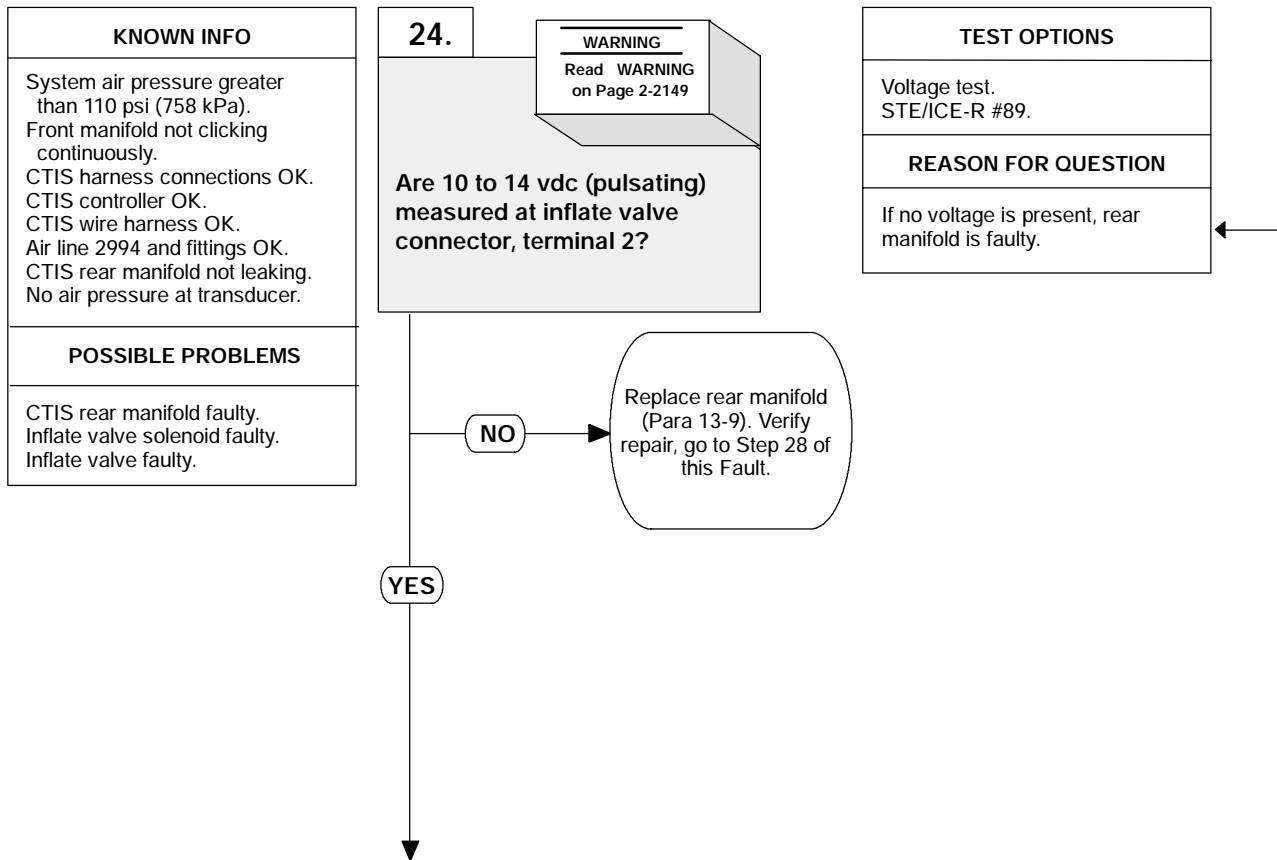 KNOWN INFO
System air pressure greater
than 110 psi (758 kPa).
Front manifold not clicking
continuously.
CTIS harness connections OK.
CTIS controller OK.
CTIS wire harness OK.
Air line 2994 and fittings OK.
CTIS rear manifold not leaking.
No air pressure at transducer.
POSSIBLE PROBLEMS
CTIS rear manifold faulty.
Inflate valve solenoid faulty.
Inflate valve faulty.
24.
WARNING
Read WARNING
on Page 2-2149
Are 10 to 14 vdc (pulsating)
measured at inflate valve
connector, terminal 2?
NO
Replace rear manifold
(Para 13-9). Verify
repair, go to Step 28 of
this Fault.
YES
TEST OPTIONS
Voltage test.
STE/ICE-R #89.
REASON FOR QUESTION
If no voltage is present, rear
manifold is faulty.